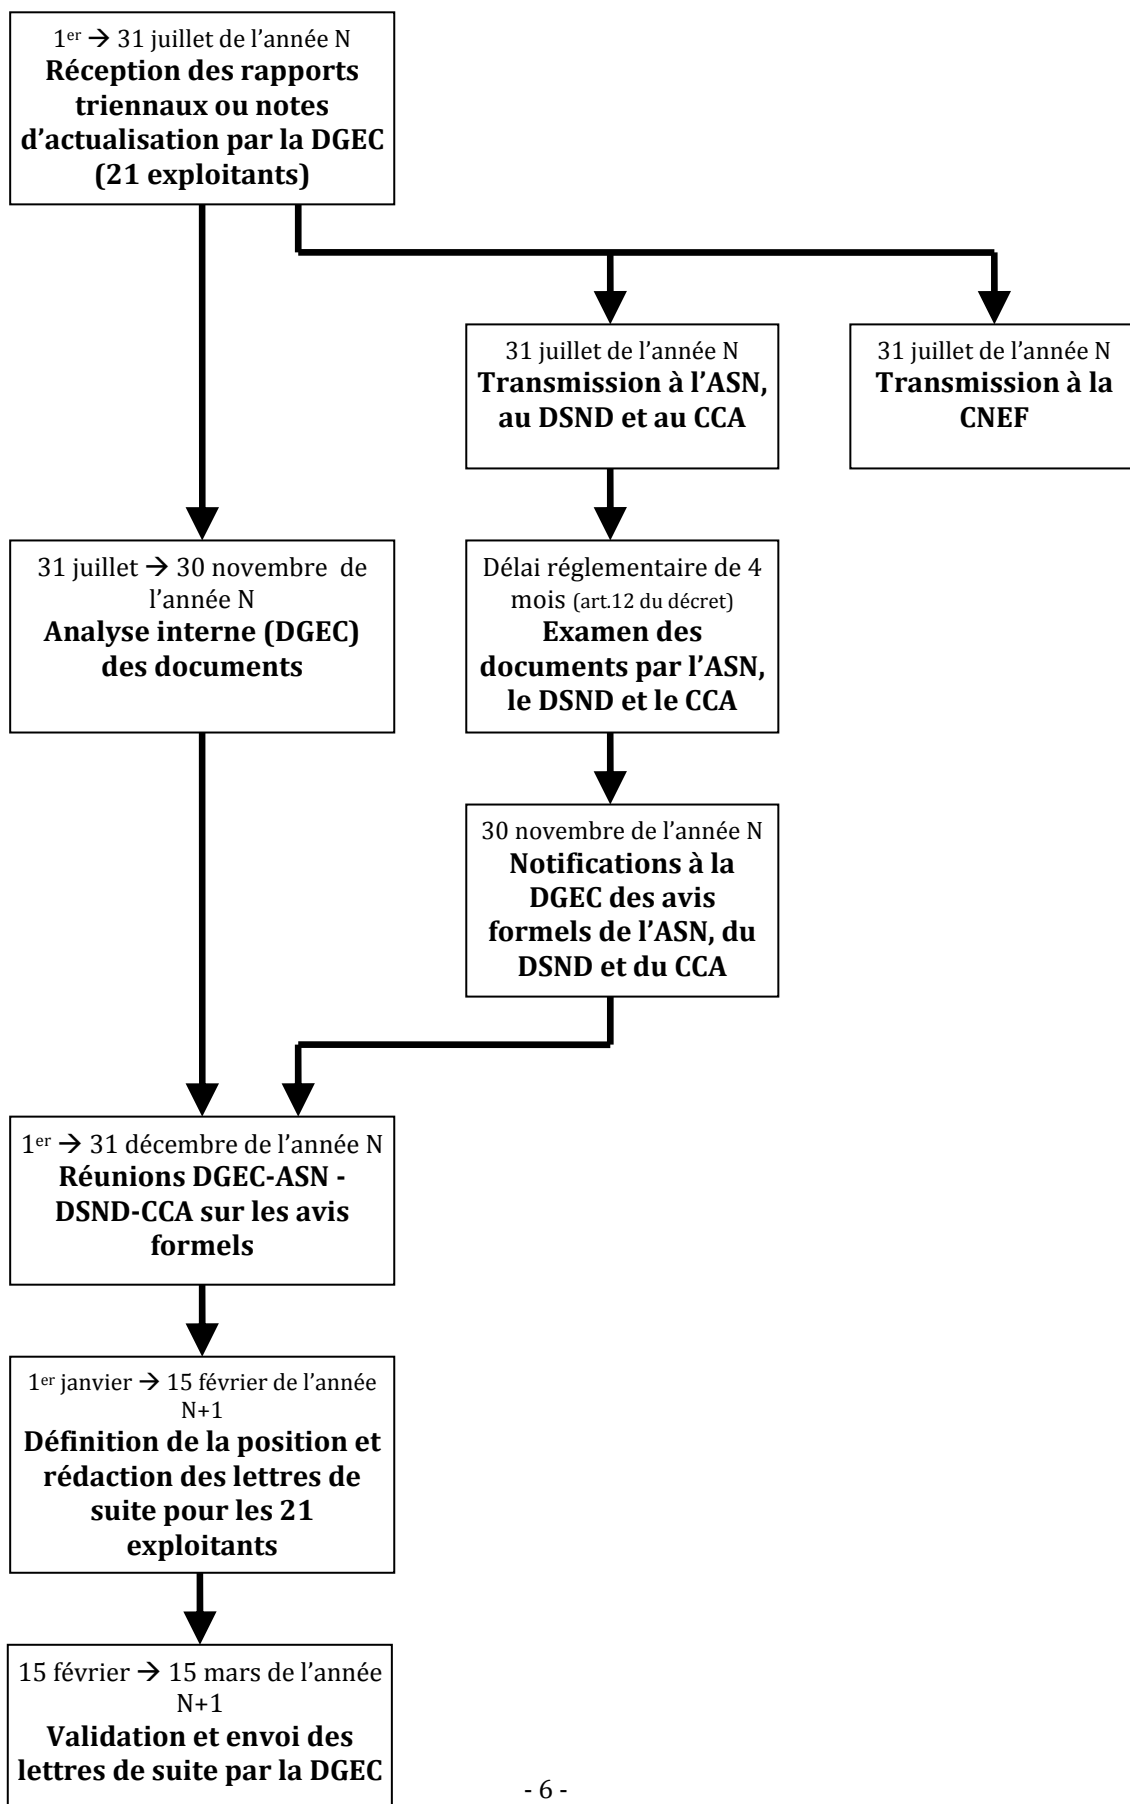 1er → 31 juillet de l’année N
Réception des rapports
triennaux ou notes
d’actualisation par la DGEC
(21 exploitants)
31 juillet de l’année N
Transmission à l’ASN,
au DSND et au CCA
31 juillet de l’année N
Transmission à la
CNEF
31 juillet → 30 novembre de
l’année N
Analyse interne (DGEC)
des documents
Délai réglementaire de 4
mois (art.12 du décret)
Examen des
documents par l’ASN,
le DSND et le CCA
30 novembre de l’année N
Notifications à la
DGEC des avis
formels de l’ASN, du
DSND et du CCA
1er → 31 décembre de l’année N
Réunions DGEC-ASN -
DSND-CCA sur les avis
formels
1er janvier → 15 février de l’année
N+1
Définition de la position et
rédaction des lettres de
suite pour les 21
exploitants
15 février → 15 mars de l’année
N+1
Validation et envoi des
lettres de suite par la DGEC
- 6 -